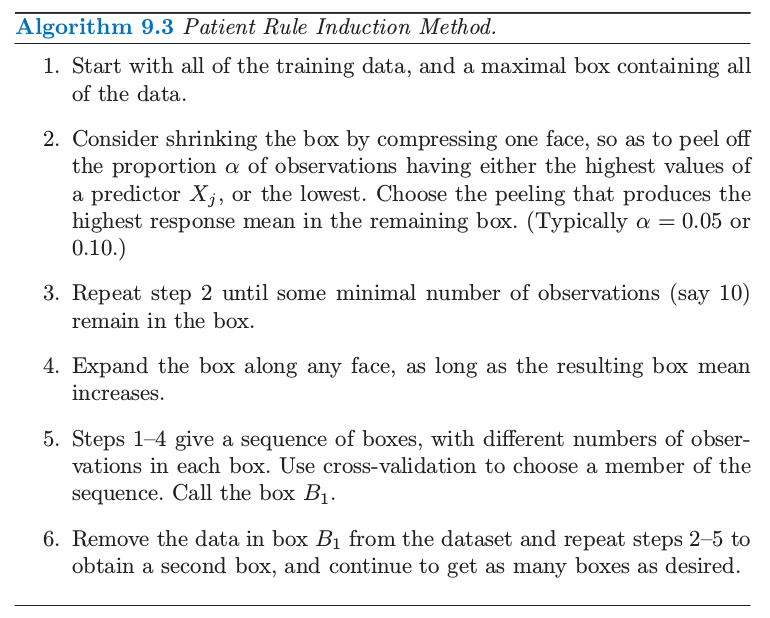 Algorithm 9.3 Patient Rule Induction Method.
1. Start with all of the training data, and a maximal box containing all
of the data.
2. Consider shrinking the box by compressing one face, so as to peel off
the proportion α of observations having either the highest values of
a predictor Xj, or the lowest. Choose the peeling that produces the
highest response mean in the remaining box. (Typically α = 0.05 or
0.10.)
3. Repeat step 2 until some minimal number of observations (say 10)
remain in the box.
4. Expand the box along any face, as long as the resulting box mean
increases.
5. Steps 1–4 give a sequence of boxes, with different numbers of obser-
vations in each box. Use cross-validation to choose a member of the
sequence. Call the box B1.
6. Remove the data in box B1 from the dataset and repeat steps 2–5 to
obtain a second box, and continue to get as many boxes as desired.